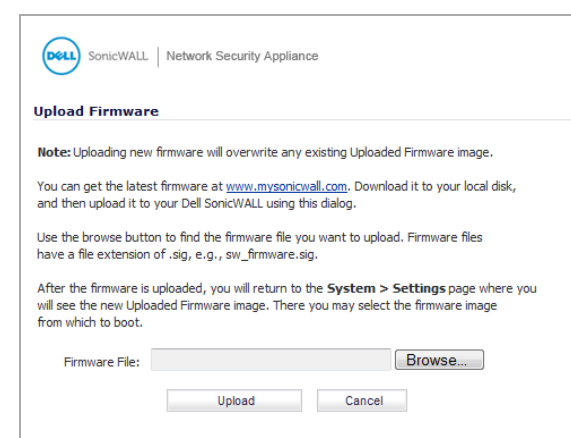 DELL SonicWALL | Network Security Appliance
Upload Firmware
Note: Uploading new firmware will overwrite any existing Uploaded Firmware image.
You can get the latest firmware at www.mysonicwall.com. Download it to your local disk,
and then upload it to your Dell SonicWALL using this dialog.
Use the browse button to find the firmware file you want to upload. Firmware files
have a file extension of .sig, e.g., sw_firmware.sig.
After the firmware is uploaded, you will return to the System > Settings page where you
will see the new Uploaded Firmware image. There you may select the firmware image
from which to boot.
Firmware File: Browse...
Upload Cancel